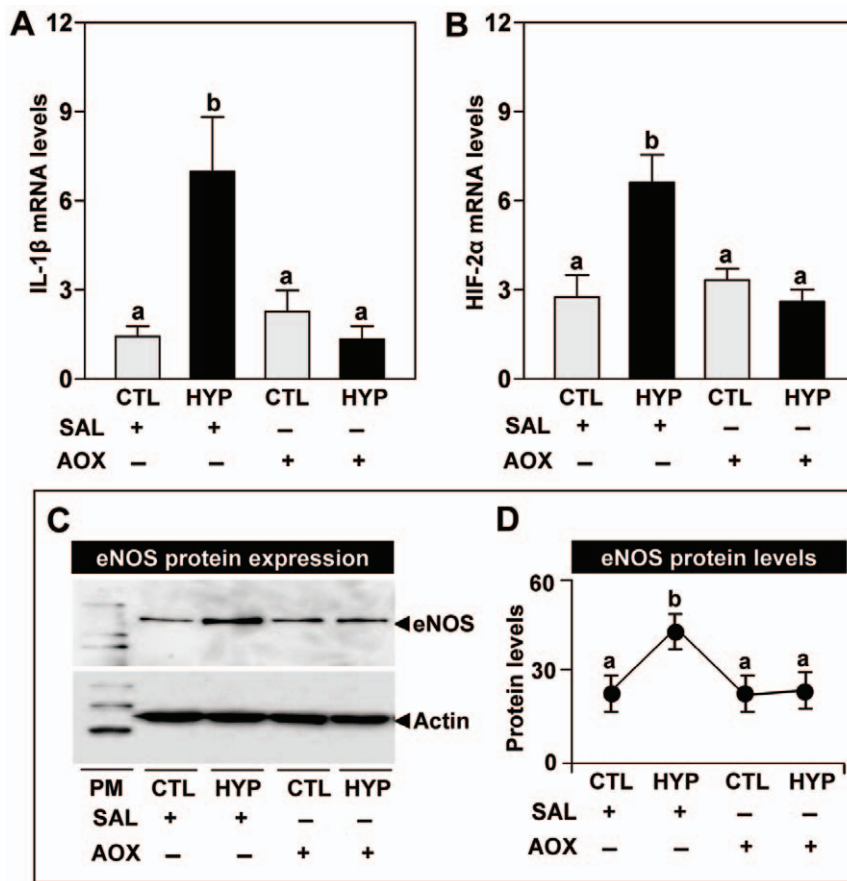 A
IL-1β mRNA levels
12
9
6
3
0
a
b
a
a
CTL HYP CTL HYP
SAL + + – –
AOX – – + +
B
HIF-2α mRNA levels
12
9
6
3
0
a
b
a
a
CTL HYP CTL HYP
SAL + + – –
AOX – – + +
C
eNOS protein expression
eNOS
Actin
PM CTL HYP CTL HYP
SAL + + – –
AOX – – + +
D
eNOS protein levels
Protein levels
60
30
0
a
b
a
a
CTL HYP CTL HYP
SAL + + – –
AOX – – + +